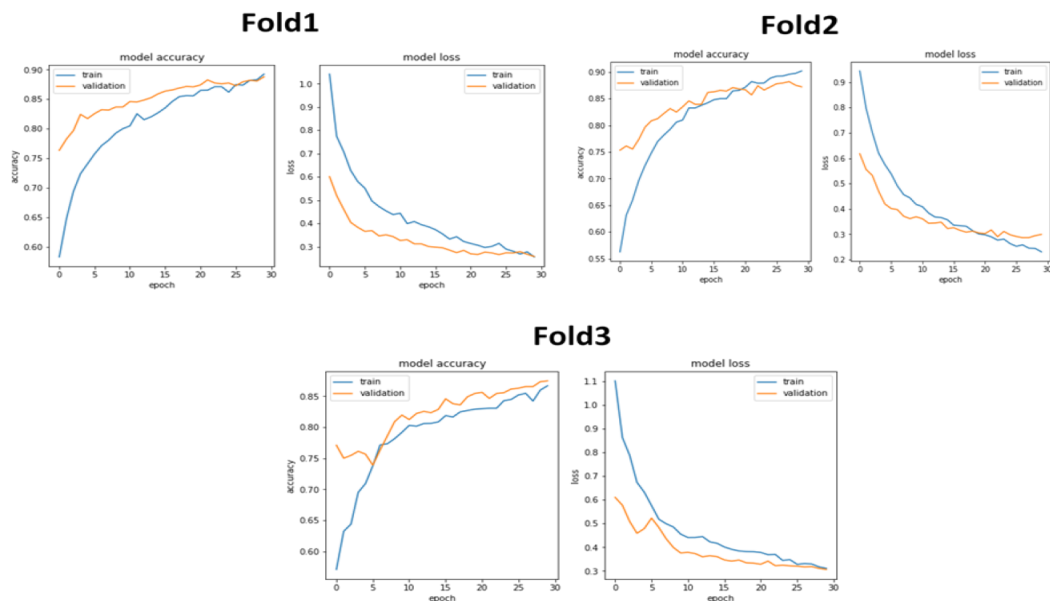 Fold1
model accuracy
train
validation
0.90
0.85
0.80
0.75
0.70
0.65
0.60
accuracy
0 5 10 15 20 25 30
epoch
model loss
train
validation
1.0
0.9
0.8
0.7
0.6
0.5
0.4
0.3
loss
0 5 10 15 20 25 30
epoch
Fold2
model accuracy
train
validation
0.90
0.85
0.80
0.75
0.70
0.65
0.60
0.55
accuracy
0 5 10 15 20 25 30
epoch
model loss
train
validation
0.9
0.8
0.7
0.6
0.5
0.4
0.3
0.2
loss
0 5 10 15 20 25 30
epoch
Fold3
model accuracy
train
validation
0.85
0.80
0.75
0.70
0.65
0.60
accuracy
0 5 10 15 20 25 30
epoch
model loss
train
validation
1.1
1.0
0.9
0.8
0.7
0.6
0.5
0.4
0.3
loss
0 5 10 15 20 25 30
epoch